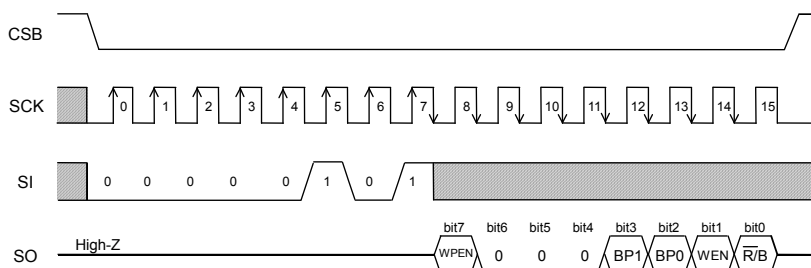 CSB
SCK 0 1 2 3 4 5 6 7 8 9 10 11 12 13 14 15
SI 0 0 0 0 0 1 0 1
bit7 bit6 bit5 bit4 bit3 bit2 bit1 bit0
SO High-Z WPEN 0 0 0 BP1 BP0 WEN R̅/B